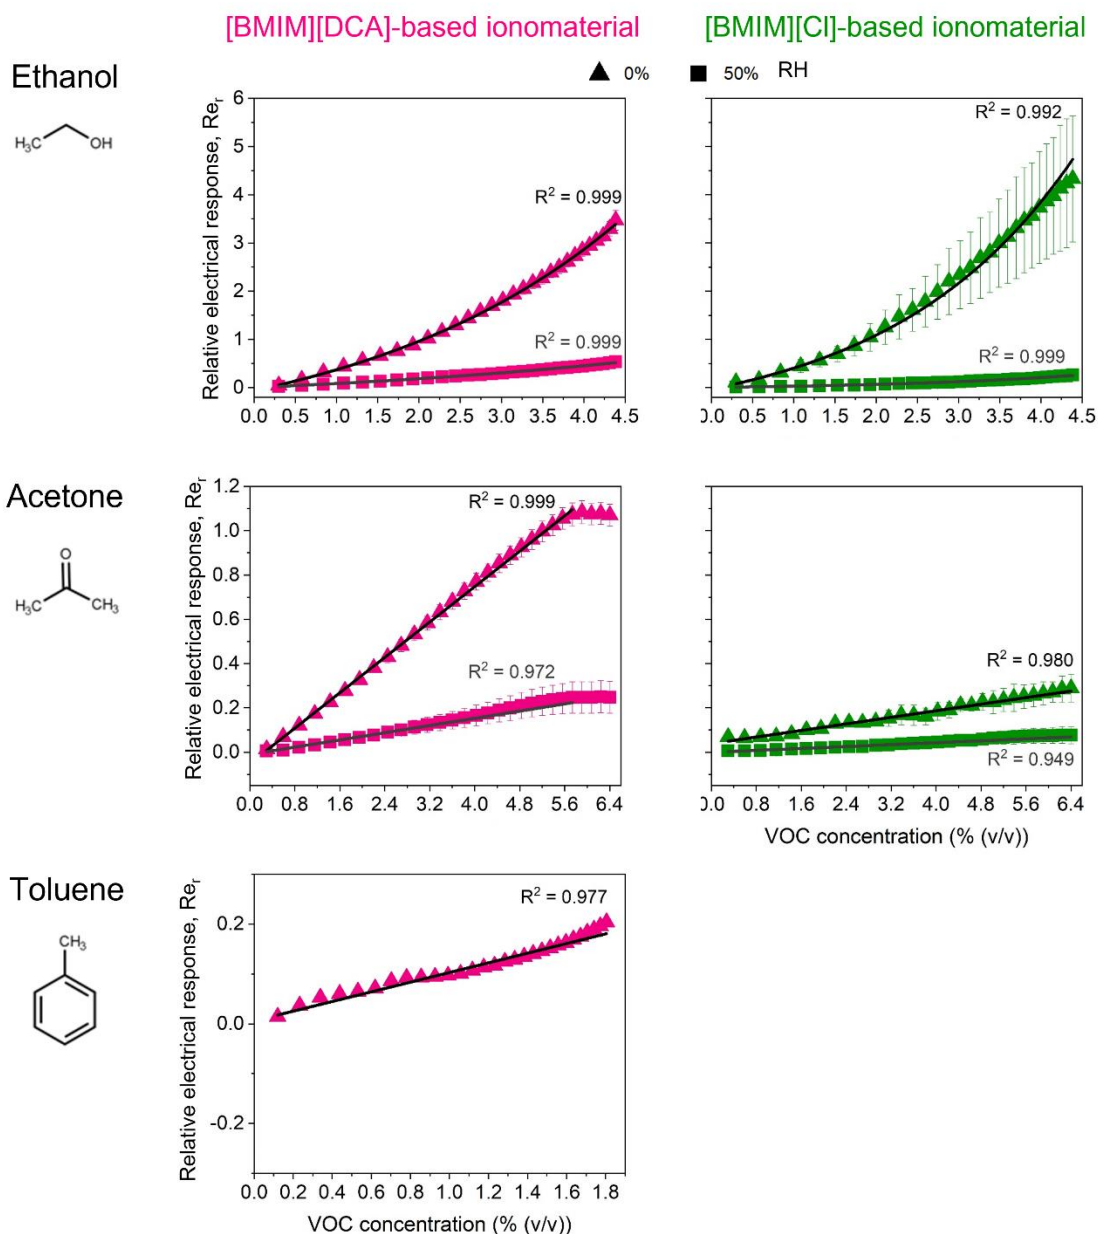 [BMIM][DCA]-based ionomaterial
[BMIM][Cl]-based ionomaterial
0% 50% RH
Ethanol
H₃C OH
Relative electrical response, Reᵣ
6
5
4
3
2
1
0
R² = 0.999
R² = 0.999
0.0 0.5 1.0 1.5 2.0 2.5 3.0 3.5 4.0 4.5
R² = 0.992
R² = 0.999
0.0 0.5 1.0 1.5 2.0 2.5 3.0 3.5 4.0 4.5
Acetone
O
H₃C CH₃
Relative electrical response, Reᵣ
1.2
1.0
0.8
0.6
0.4
0.2
0.0
R² = 0.999
R² = 0.972
0.0 0.8 1.6 2.4 3.2 4.0 4.8 5.6 6.4
R² = 0.980
R² = 0.949
0.0 0.8 1.6 2.4 3.2 4.0 4.8 5.6 6.4
VOC concentration (% (v/v))
Toluene
CH₃
Relative electrical response, Reᵣ
0.2
0.0
-0.2
R² = 0.977
0.0 0.2 0.4 0.6 0.8 1.0 1.2 1.4 1.6 1.8
VOC concentration (% (v/v))